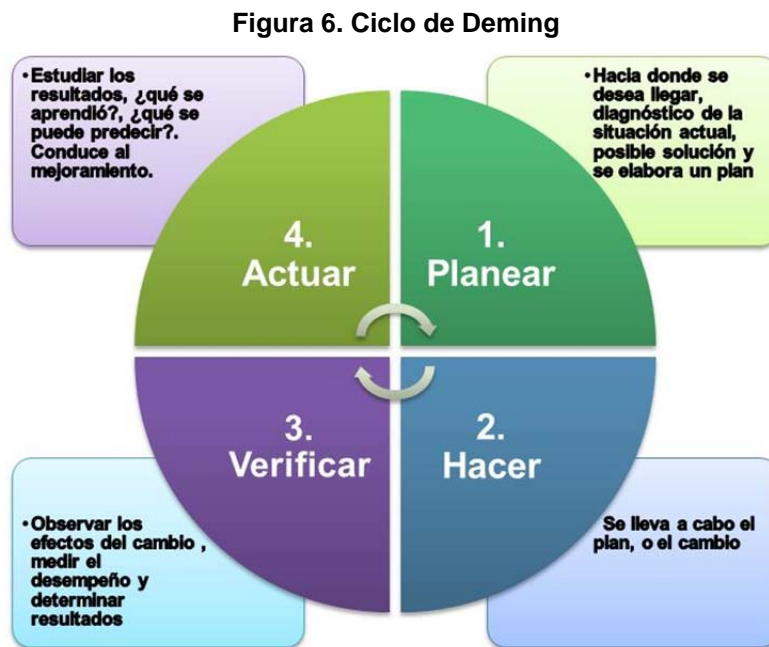 Figura 6. Ciclo de Deming
•Estudiar los
resultados, ¿qué se
aprendió?, ¿qué se
puede predecir?.
Conduce al
mejoramiento.
•Hacia donde se
desea llegar,
diagnóstico de la
situación actual,
posible solución y
se elabora un plan
4.
Actuar
1.
Planear
3.
Verificar
2.
Hacer
•Observar los
efectos del cambio ,
medir el
desempeño y
determinar
resultados
Se lleva a cabo el
plan, o el cambio